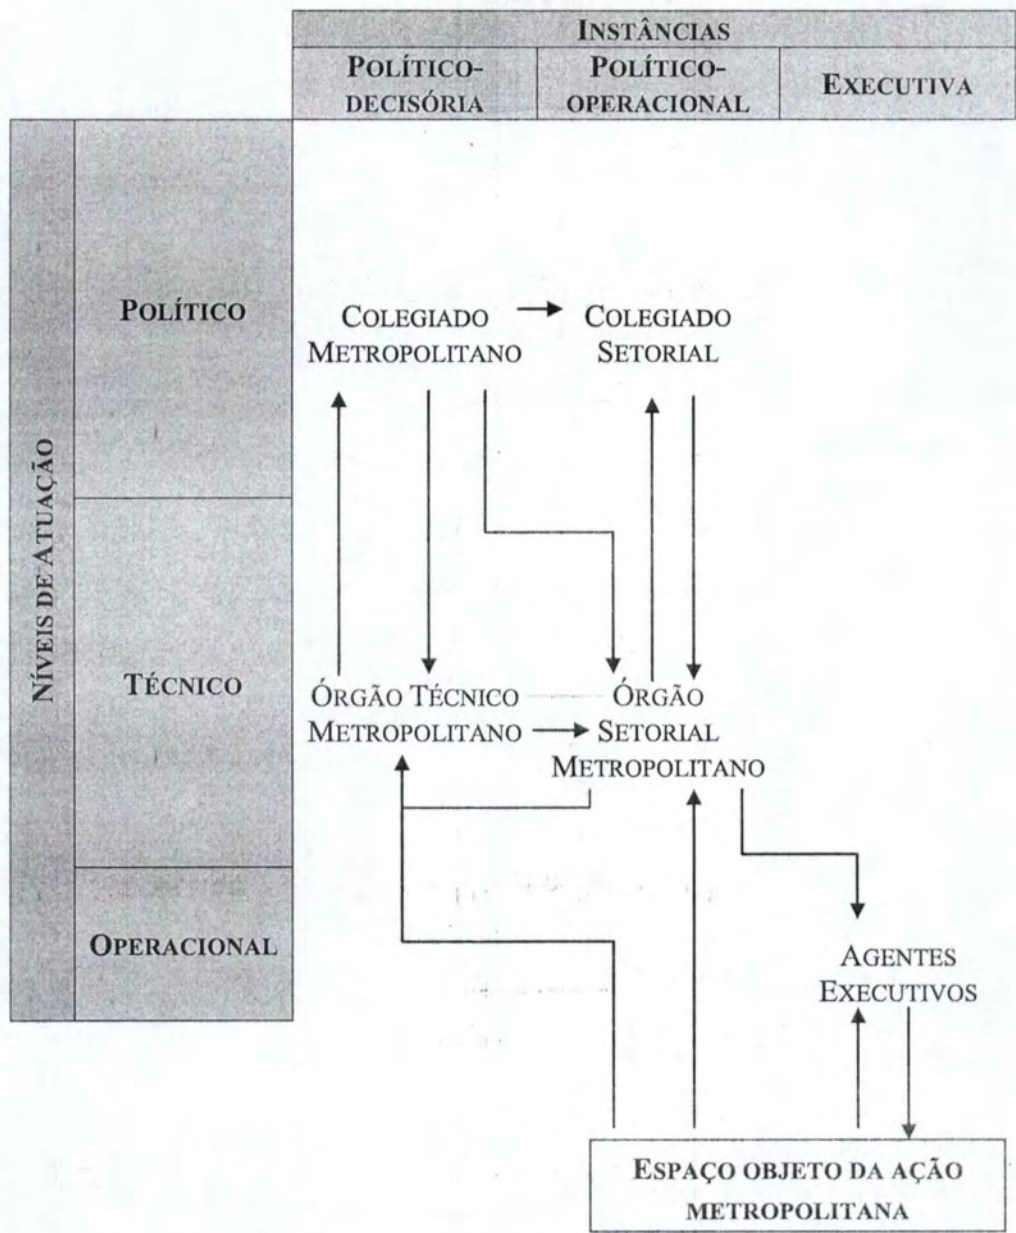 INSTÂNCIAS
POLÍTICO-
DECISÓRIA
POLÍTICO-
OPERACIONAL
EXECUTIVA
NÍVEIS DE ATUAÇÃO
POLÍTICO
COLEGIADO
METROPOLITANO
COLEGIADO
SETORIAL
TÉCNICO
ÓRGÃO TÉCNICO
METROPOLITANO
ÓRGÃO
SETORIAL
METROPOLITANO
OPERACIONAL
AGENTES
EXECUTIVOS
ESPAÇO OBJETO DA AÇÃO
METROPOLITANA